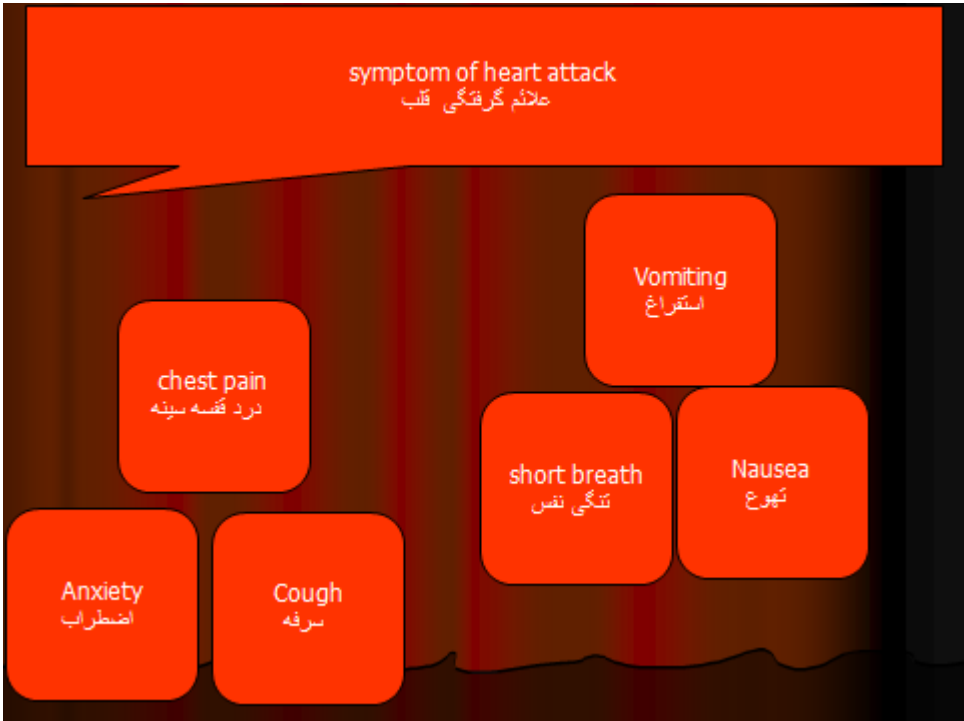 symptom of heart attack
علائم گرفتگی قلب
Vomiting
استقراغ
chest pain
درد قفسه سینه
short breath
تنگی نفس
Nausea
تهوع
Anxiety
اضطراب
Cough
سرفه